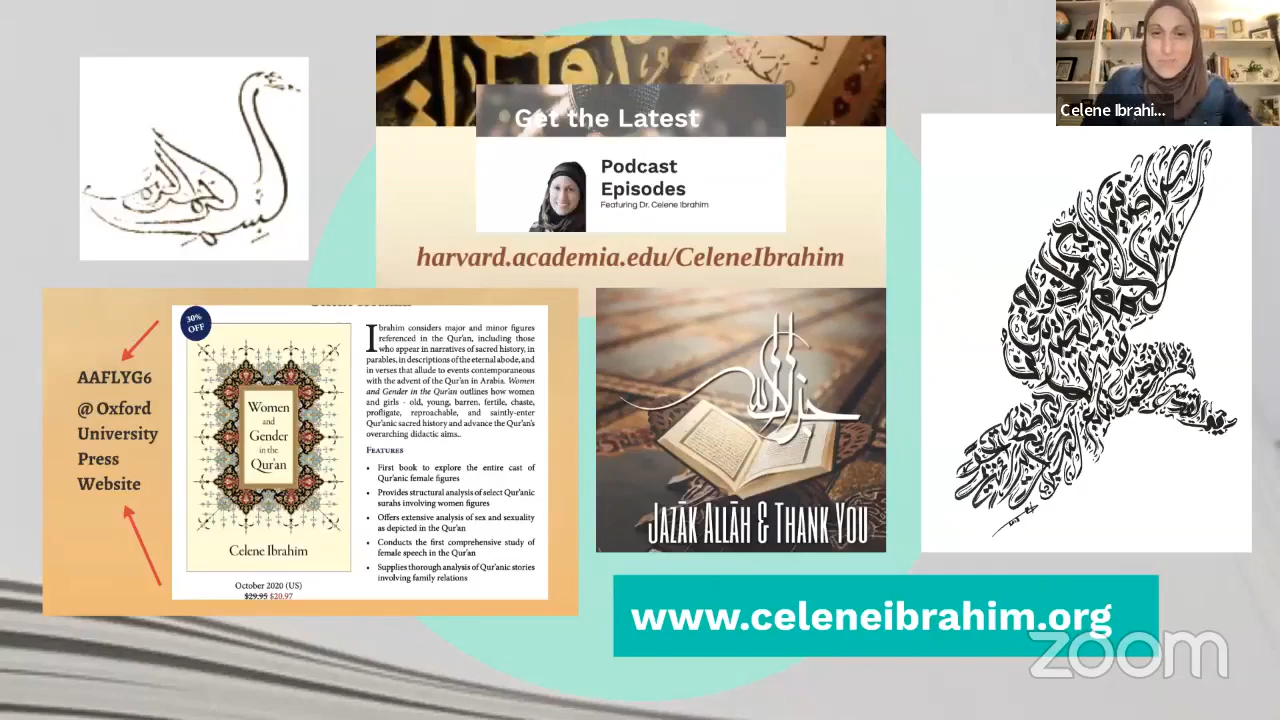 Celene Ibrahi...
Get the Latest
Podcast
Episodes
Featuring Dr. Celene Ibrahim
harvard.academia.edu/CeleneIbrahim
30%
OFF
AAFLYG6
@ Oxford
University
Press
Website
Women
and
Gender
in the
Qur'an
Celene Ibrahim
October 2020 (US)
$29.95 $20.97
Ibrahim considers major and minor figures
referenced in the Qur'an, including those
who appear in narratives of sacred history, in
parables, in descriptions of the eternal abode, and
in verses that allude to events contemporaneous
with the advent of the Qur'an in Arabia. Women
and Gender in the Qur'an outlines how women
and girls - old, young, barren, fertile, chaste,
profligate, reproachable, and saintly-enter
Qur'anic sacred history and advance the Qur'an's
overarching didactic aims..
FEATURES
• First book to explore the entire cast of
Qur'anic female figures
• Provides structural analysis of select Qur'anic
surahs involving women figures
• Offers extensive analysis of sex and sexuality
as depicted in the Qur'an
• Conducts the first comprehensive study of
female speech in the Qur'an
• Supplies thorough analysis of Qur'anic stories
involving family relations
جزاك الله
JAZĀK ALLĀH & THANK YOU
www.celeneibrahim.org
zoom